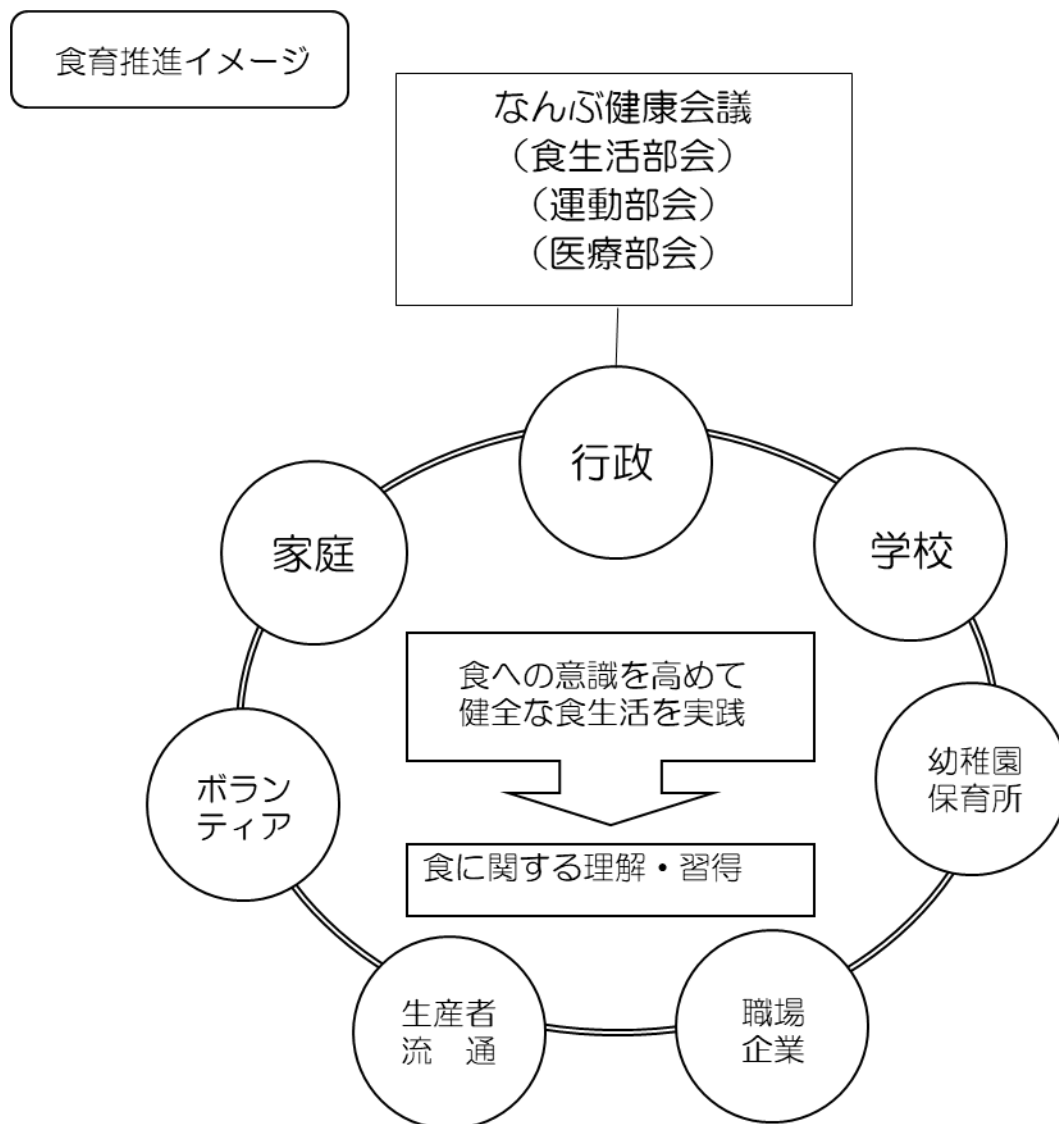 食育推進イメージ
なんぶ健康会議
（食生活部会）
（運動部会）
（医療部会）
行政
家庭
学校
食への意識を高めて
健全な食生活を実践
ボラン
ティア
幼稚園
保育所
食に関する理解・習得
生産者
流　通
職場
企業